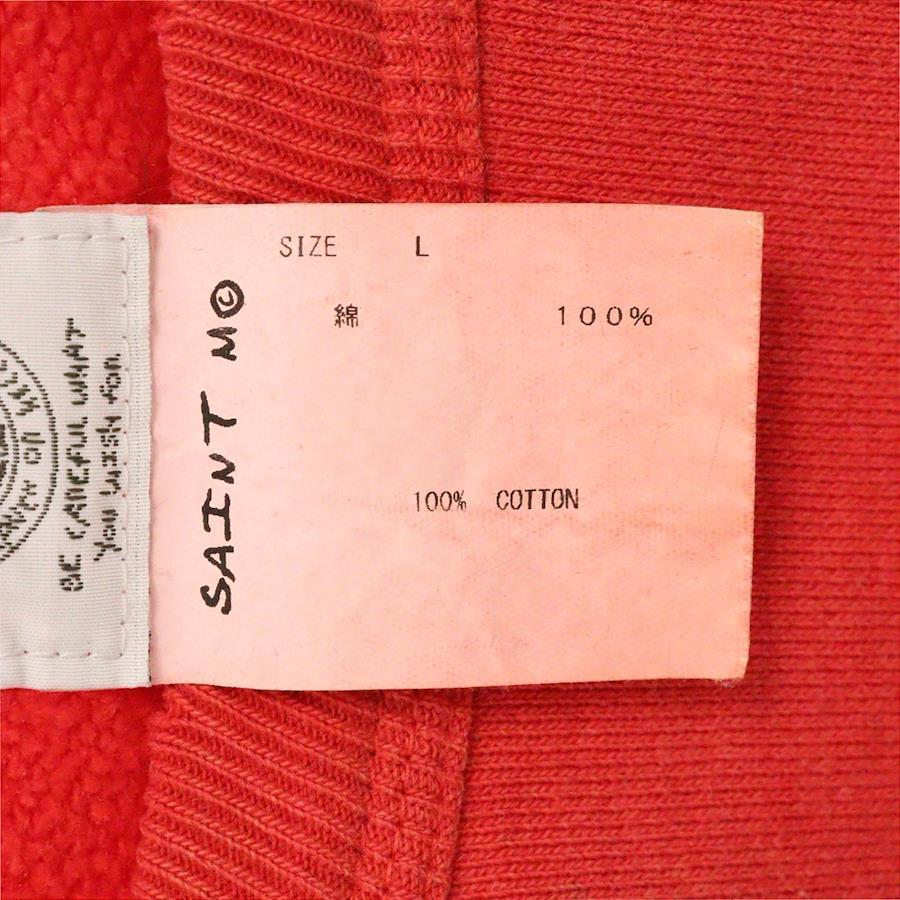 SIZE L
綿 100%
100% COTTON
SAINT M©
BE CAREFUL WHAT
You wish for